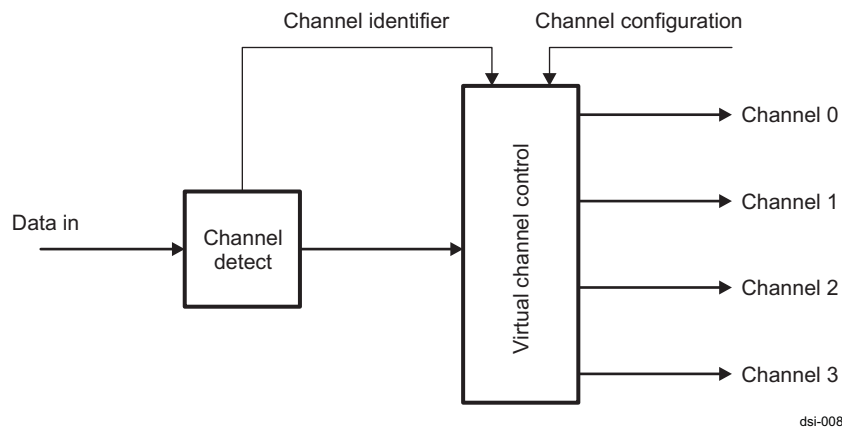 Channel identifier
Channel configuration
Channel 0
Channel 1
Data in
Channel
detect
Virtual channel control
Channel 2
Channel 3
dsi-008